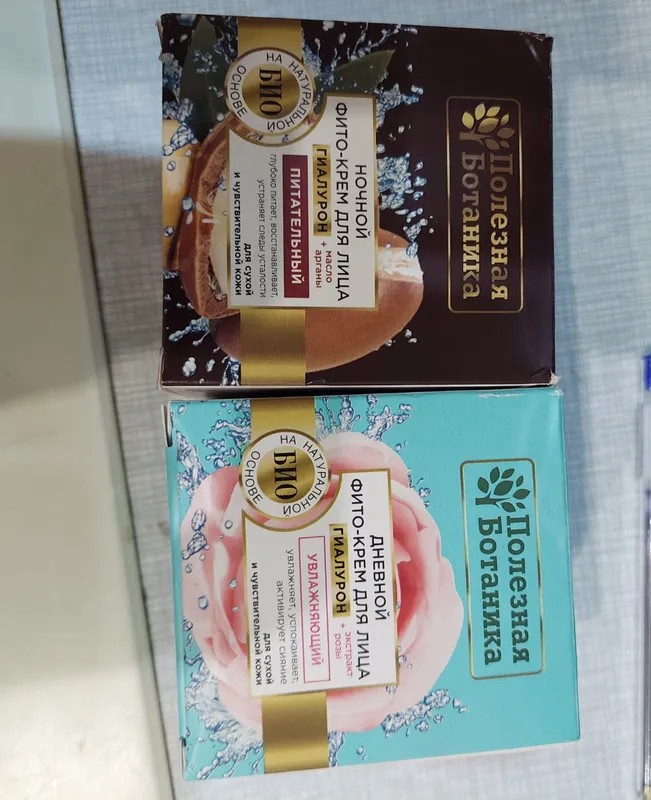 Полезная
Ботаника
НА НАТУРАЛЬНОЙ
БИО
ОСНОВЕ
НОЧНОЙ
ФИТО-КРЕМ ДЛЯ ЛИЦА
ГИАЛУРОН + масло
арганы
ПИТАТЕЛЬНЫЙ
глубоко питает, восстанавливает,
устраняет следы усталости
для сухой
и чувствительной кожи
Полезная
Ботаника
НА НАТУРАЛЬНОЙ
БИО
ОСНОВЕ
ДНЕВНОЙ
ФИТО-КРЕМ ДЛЯ ЛИЦА
ГИАЛУРОН + экстракт
розы
УВЛАЖНЯЮЩИЙ
увлажняет, успокаивает,
активирует сияние
для сухой
и чувствительной кожи